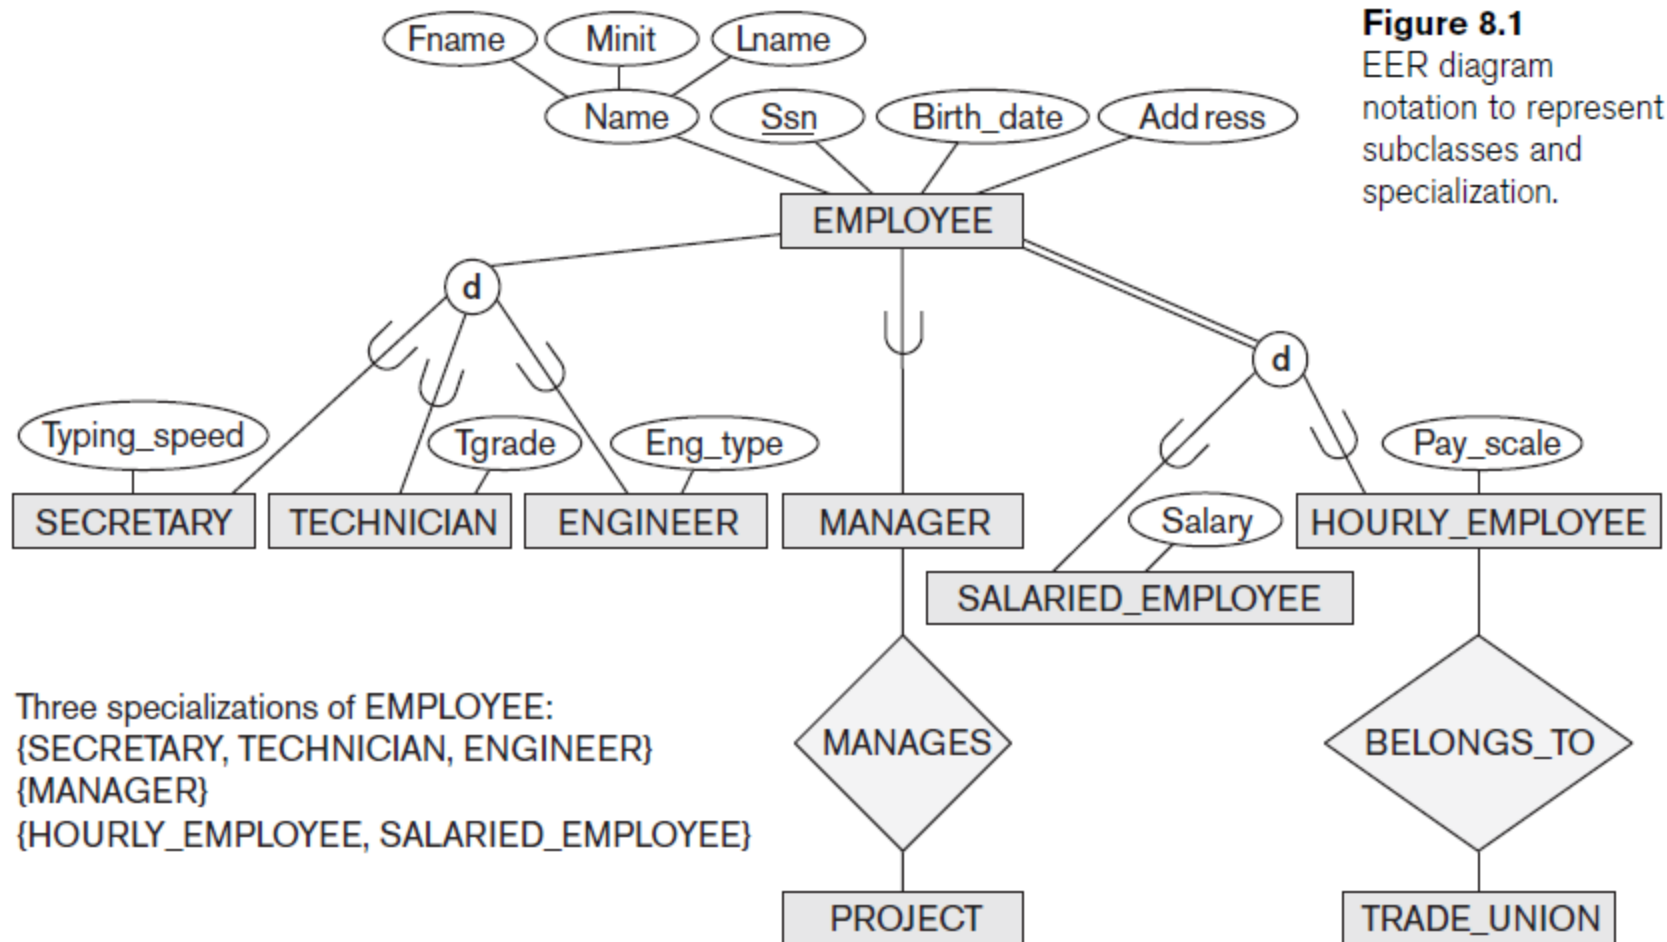 Figure 8.1
EER diagram
notation to represent
subclasses and
specialization.
Fname Minit Lname
Name Ssn Birth_date Address
EMPLOYEE
d
d
Typing_speed Tgrade Eng_type Pay_scale
SECRETARY TECHNICIAN ENGINEER MANAGER Salary HOURLY_EMPLOYEE
SALARIED_EMPLOYEE
Three specializations of EMPLOYEE:
{SECRETARY, TECHNICIAN, ENGINEER}
{MANAGER}
{HOURLY_EMPLOYEE, SALARIED_EMPLOYEE}
MANAGES BELONGS_TO
PROJECT TRADE_UNION